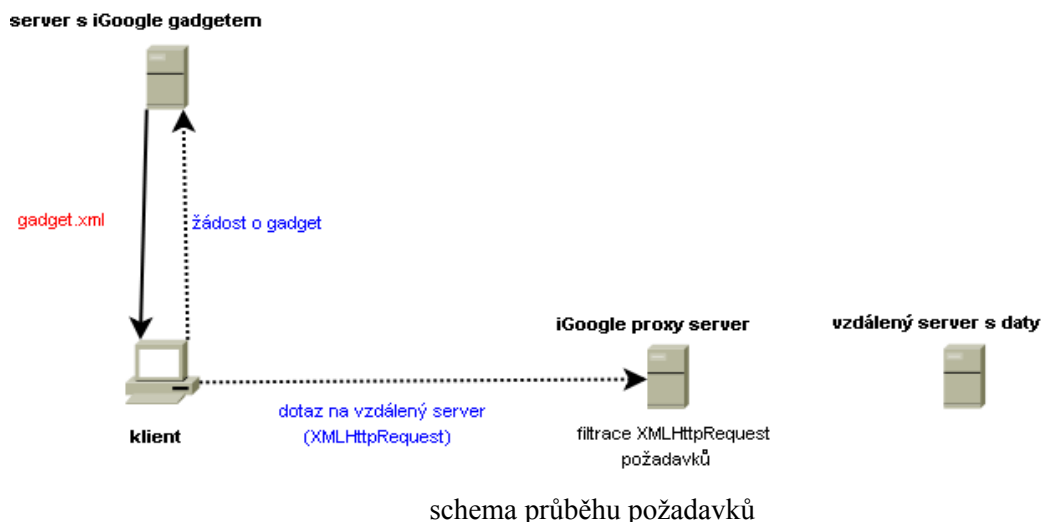 server s iGoogle gadgetem
gadget.xml
žádost o gadget
iGoogle proxy server
vzdálený server s daty
dotaz na vzdálený server
(XMLHttpRequest)
klient
filtrace XMLHttpRequest
požadavků
schema průběhu požadavků